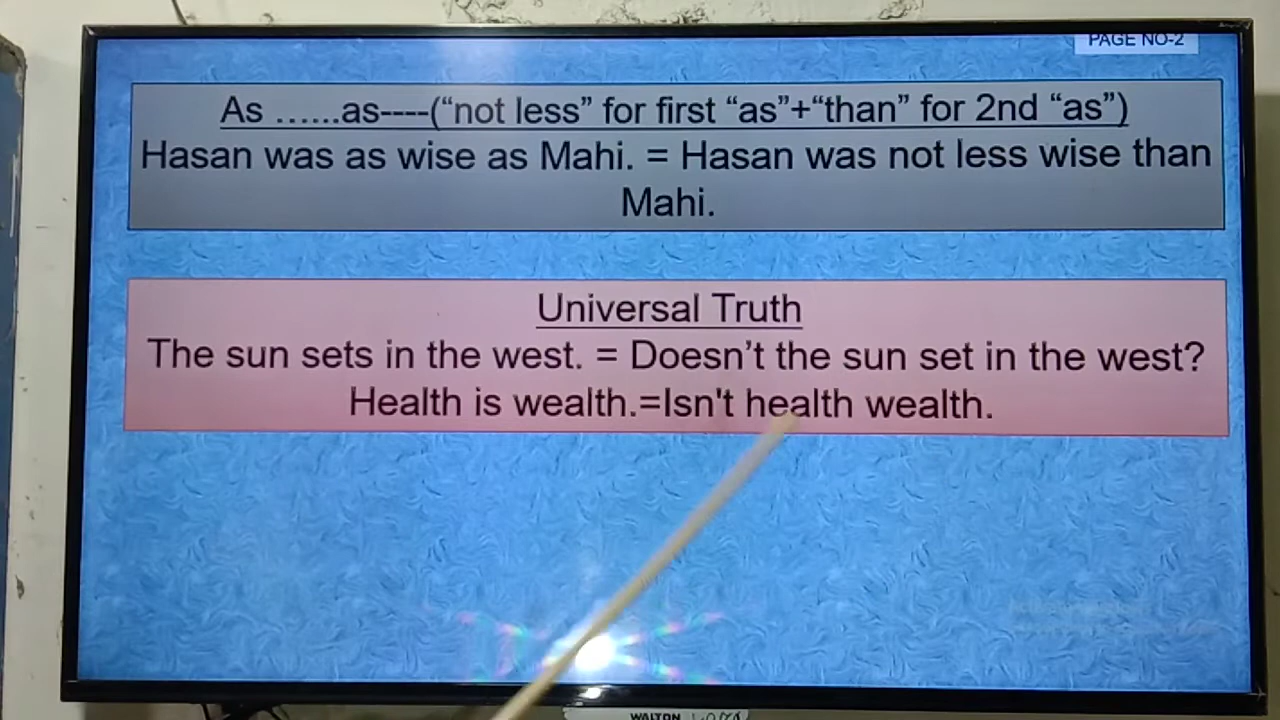 PAGE NO-2
As ......as----(“not less” for first “as”+“than” for 2nd “as”)
Hasan was as wise as Mahi. = Hasan was not less wise than
Mahi.
Universal Truth
The sun sets in the west. = Doesn’t the sun set in the west?
Health is wealth.=Isn't health wealth.
WALTON